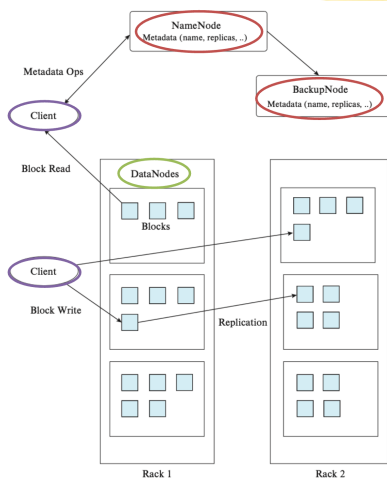 NameNode
Metadata (name, replicas, ..)
Metadata Ops
BackupNode
Metadata (name, replicas, ..)
Client
Block Read
DataNodes
Blocks
Client
Block Write
Replication
Rack 1
Rack 2